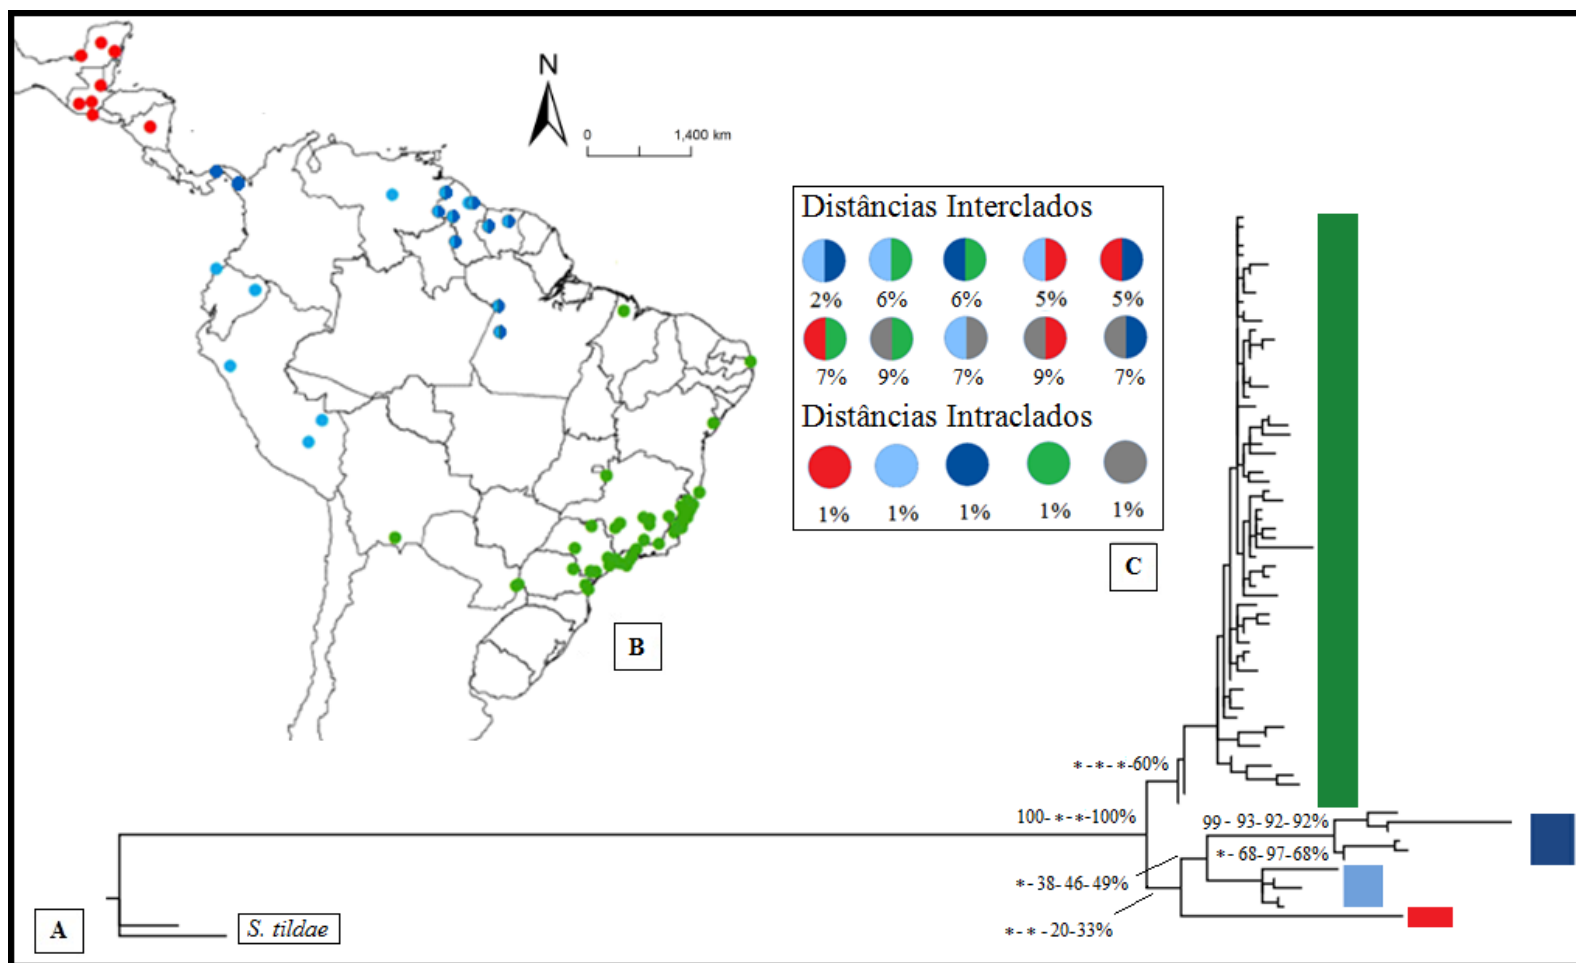 N
0 1,400 km
Distâncias Interclados
2% 6% 6% 5% 5%
7% 9% 7% 9% 7%
Distâncias Intraclados
1% 1% 1% 1% 1%
C
B
*-*-*-60%
100-*-*-100%
99-93-92-92%
*-68-97-68%
*-38-46-49%
*-*-20-33%
A
S. tildae